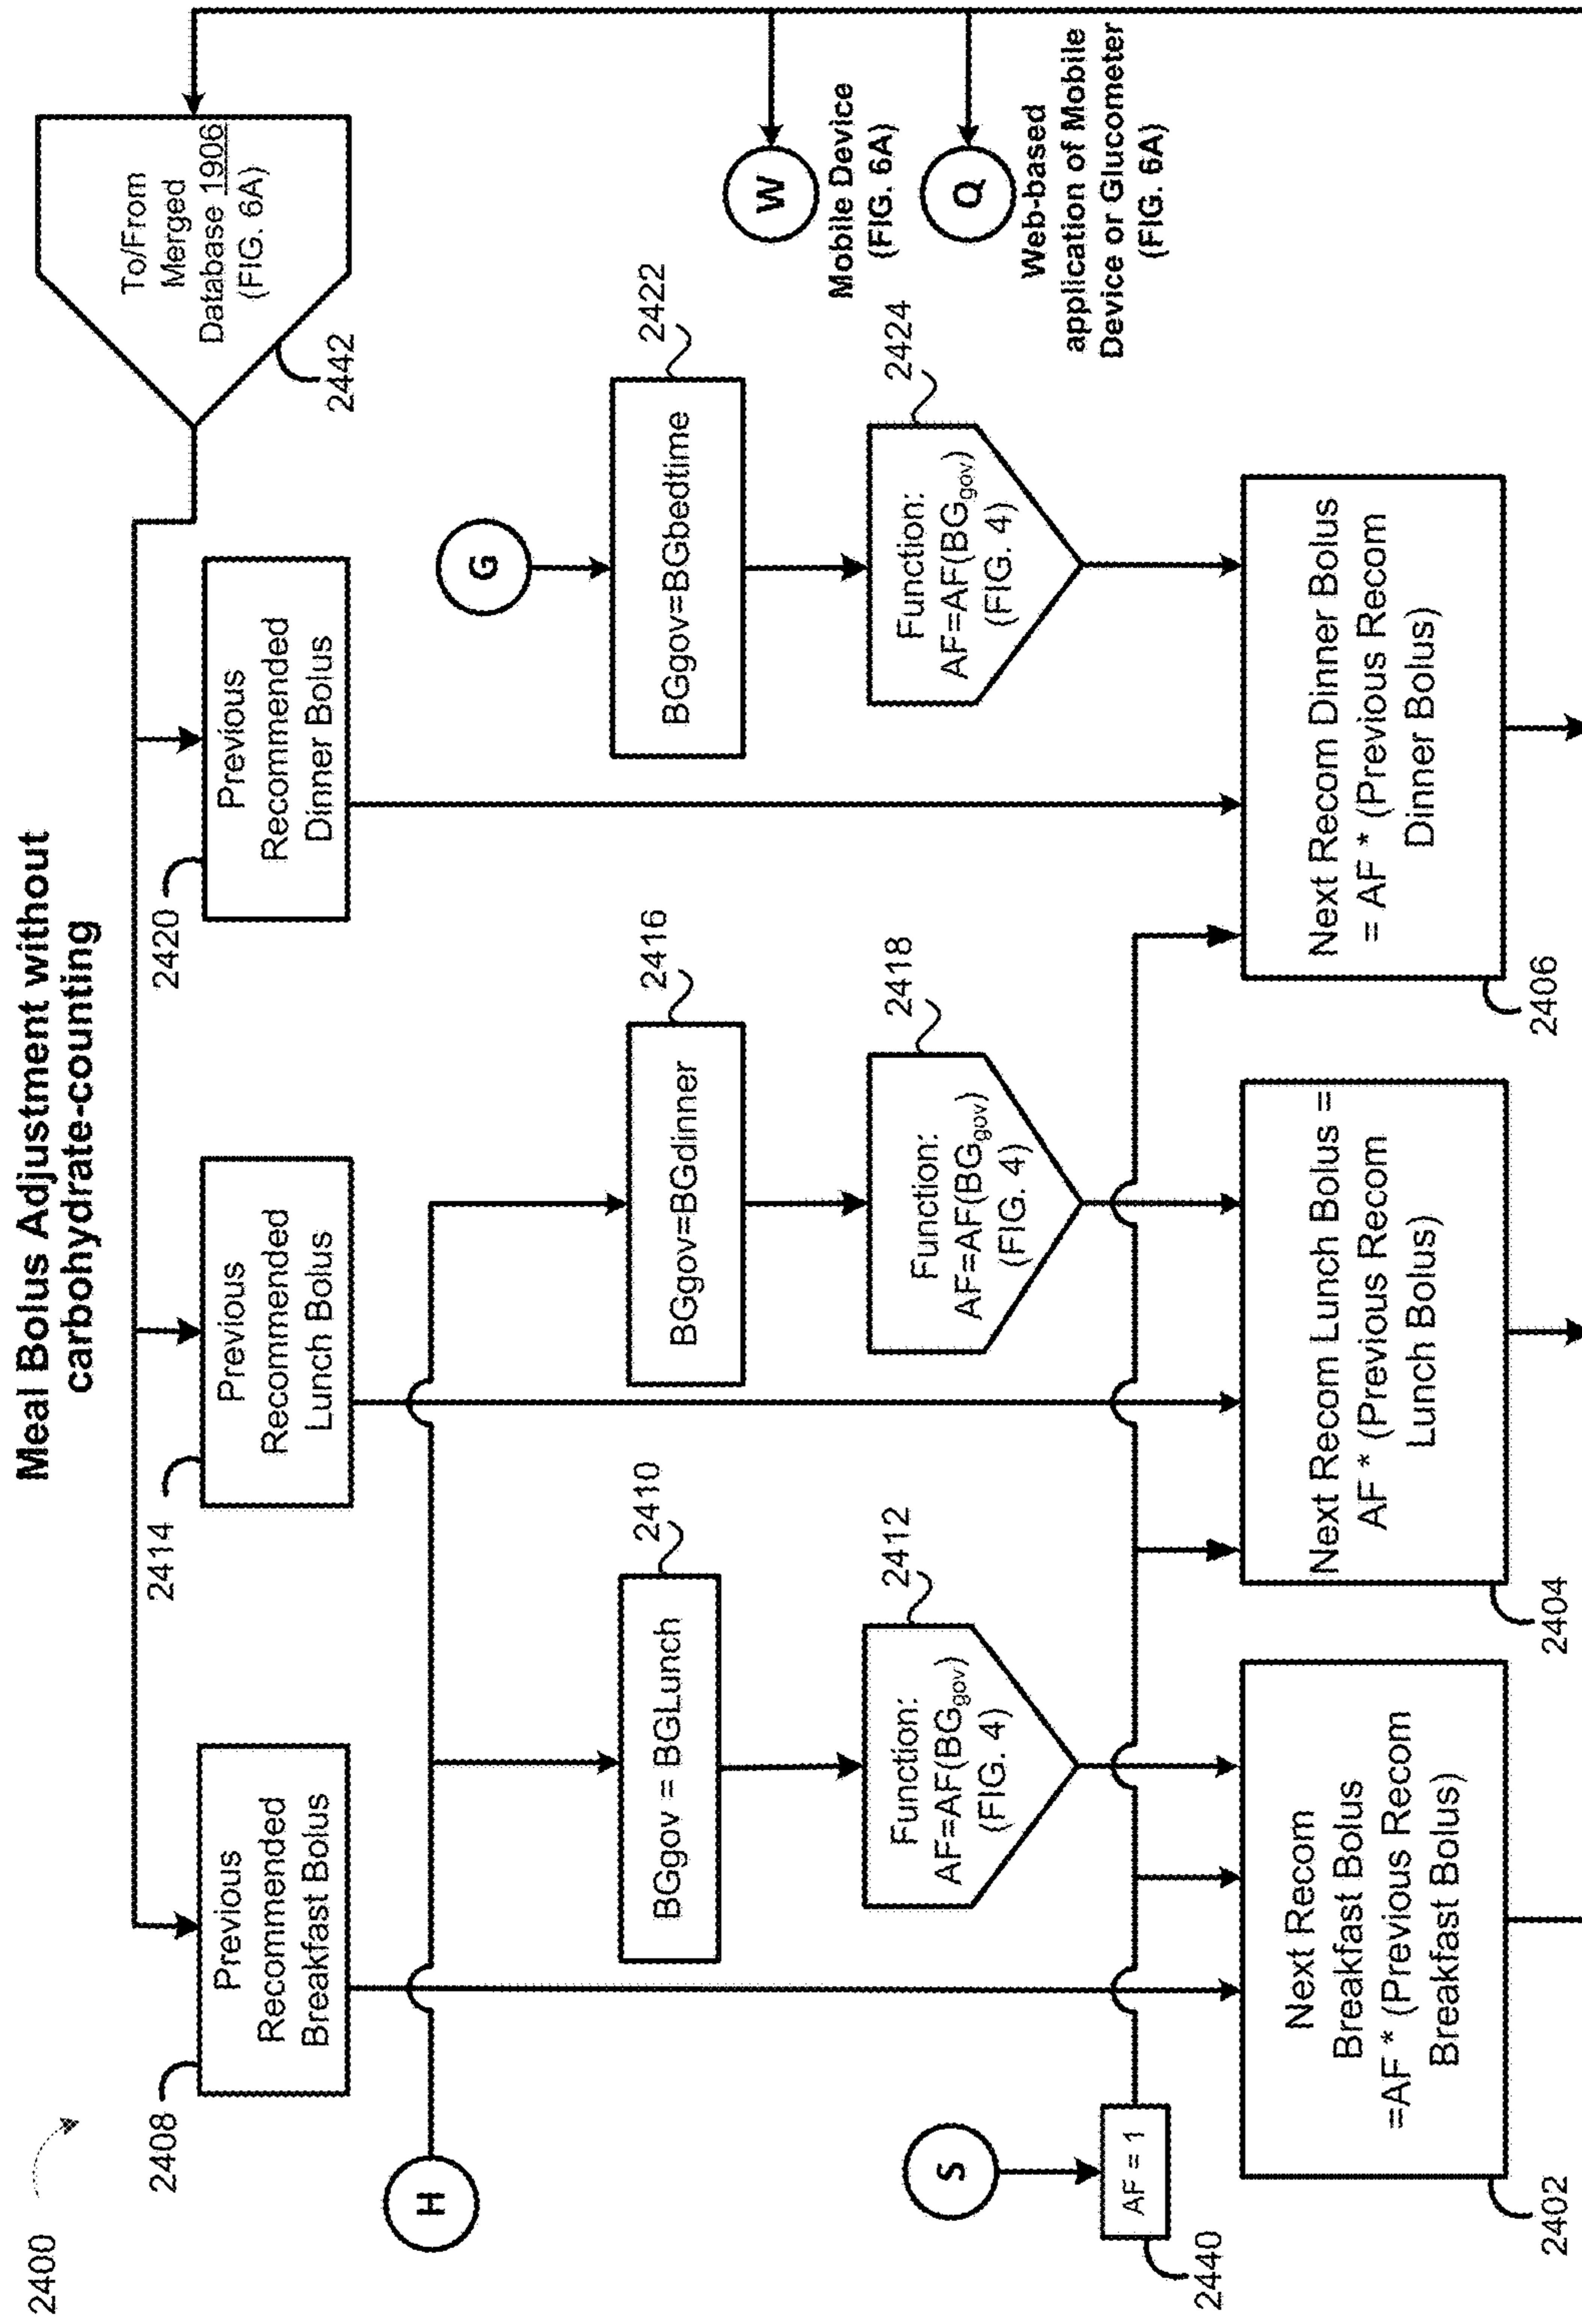 2400
Meal Bolus Adjustment without
carbohydrate-counting
2408
Previous
Recommended
Breakfast Bolus
2414
Previous
Recommended
Lunch Bolus
2420
Previous
Recommended
Dinner Bolus
To/From
Merged
Database 1906
(FIG. 6A)
2442
H
G
2410
BGgov = BGLunch
2416
BGgov=BGdinner
2422
BGgov=BGbedtime
W
Mobile Device
(FIG. 6A)
2412
Function:
AF=AF(BGgov)
(FIG. 4)
2418
Function:
AF=AF(BGgov)
(FIG. 4)
2424
Function:
AF=AF(BGgov)
(FIG. 4)
Q
Web-based
application of Mobile
Device or Glucometer
(FIG. 6A)
S
AF = 1
2440
Next Recom
Breakfast Bolus
=AF * (Previous Recom
Breakfast Bolus)
2402
Next Recom Lunch Bolus =
AF * (Previous Recom
Lunch Bolus)
2404
Next Recom Dinner Bolus
= AF * (Previous Recom
Dinner Bolus)
2406